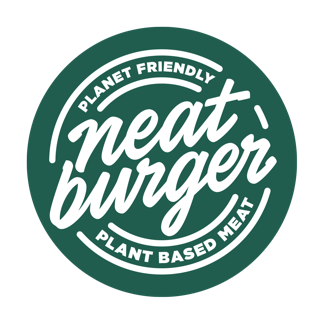 PLANET FRIENDLY
neat
burger
PLANT BASED MEAT